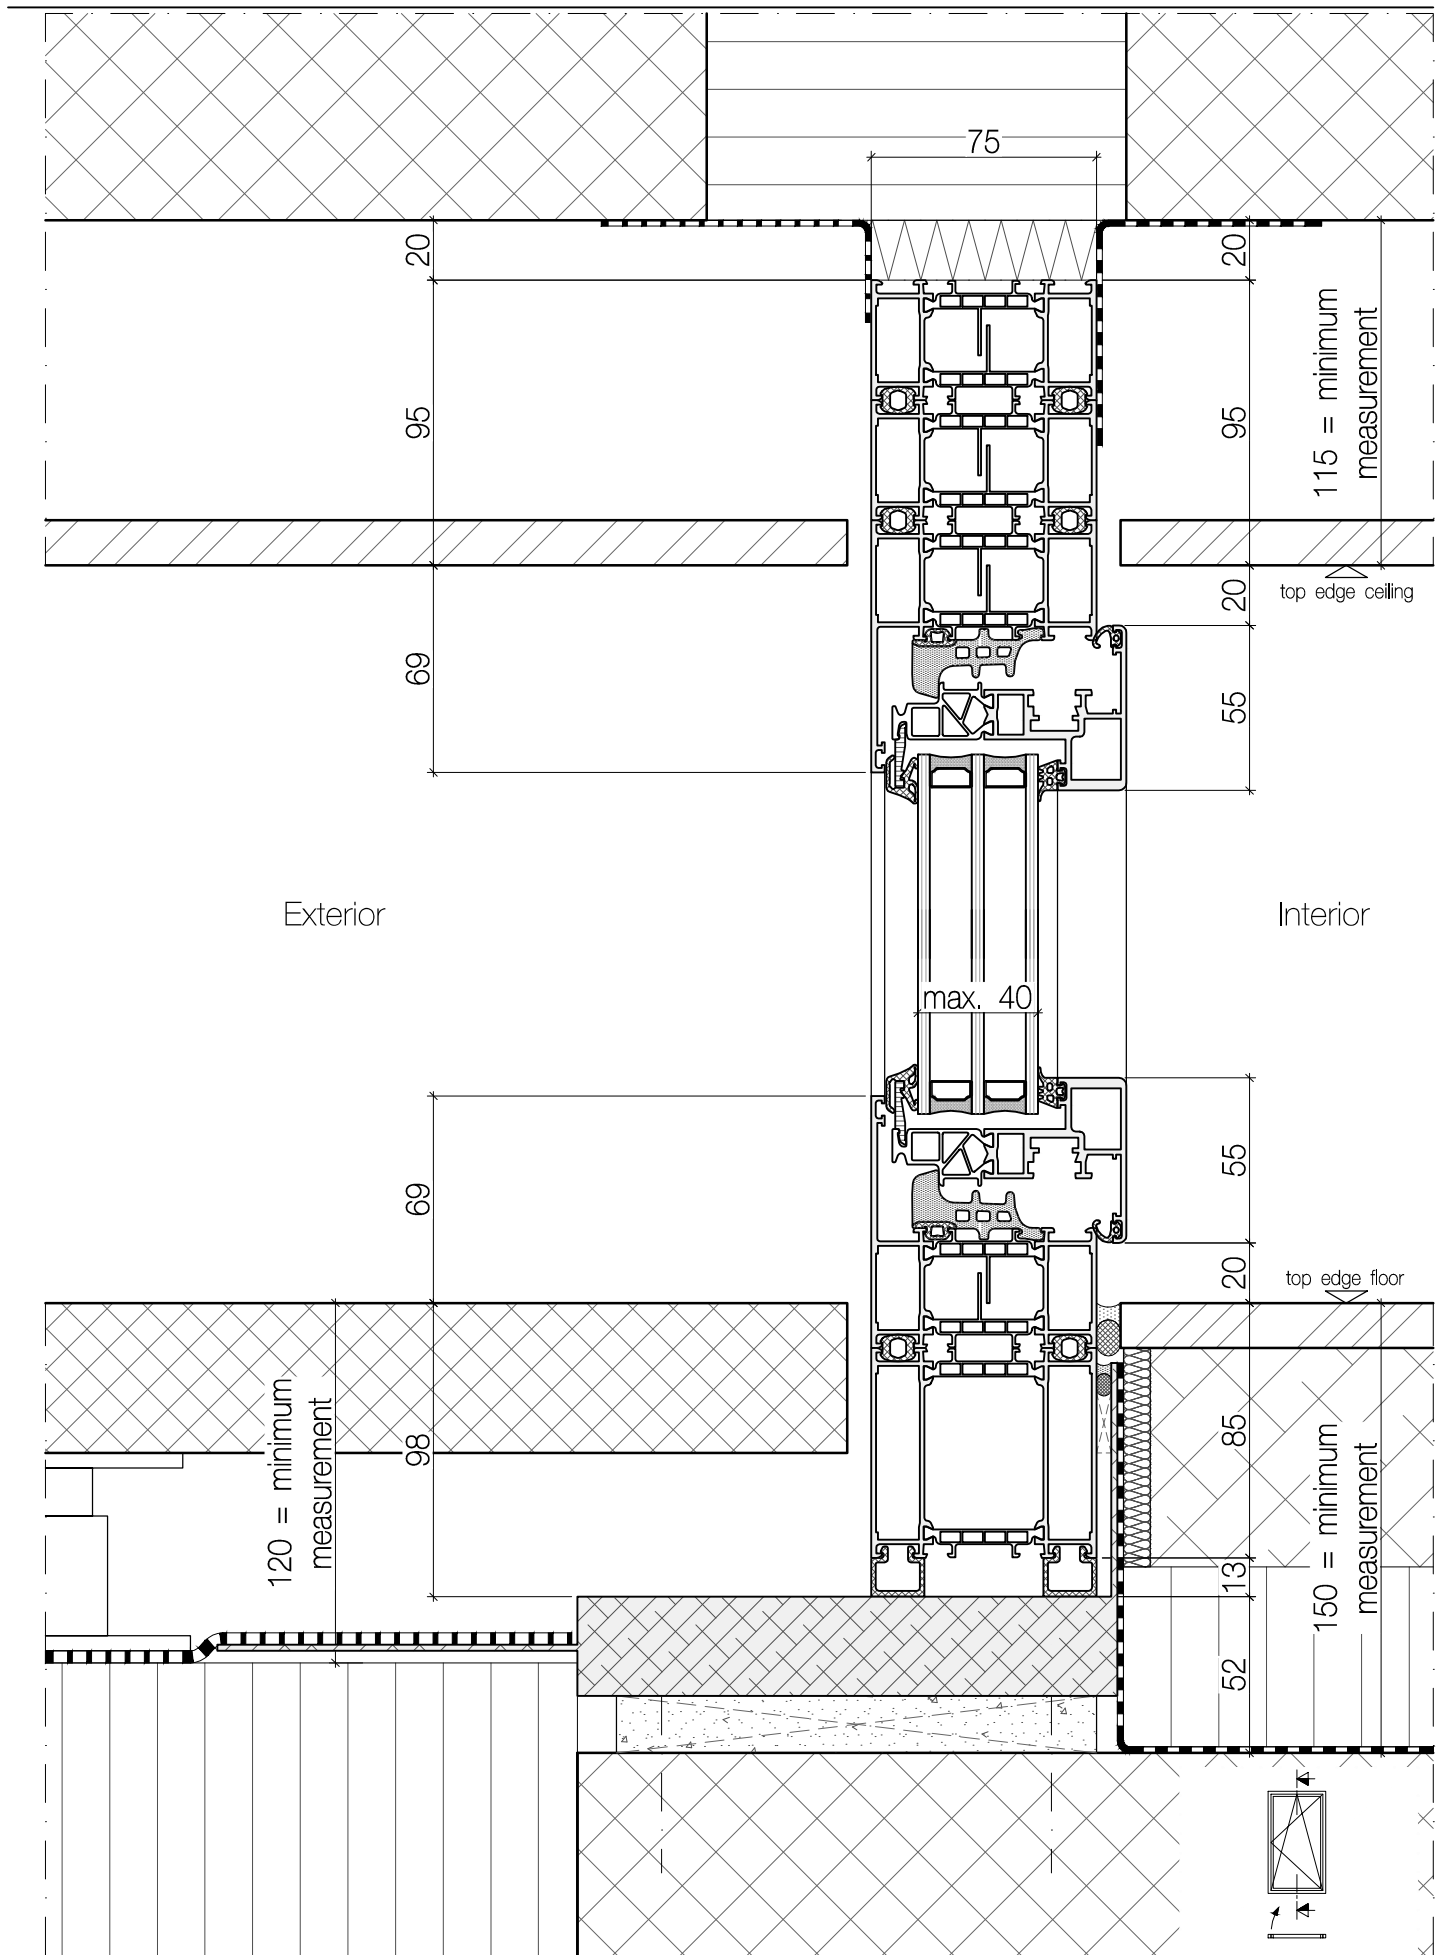 75
20
20
115 = minimum
measurement
95
95
top edge ceiling
20
69
55
Exterior
Interior
max. 40
69
55
20
top edge floor
120 = minimum
measurement
98
85
150 = minimum
measurement
13
52